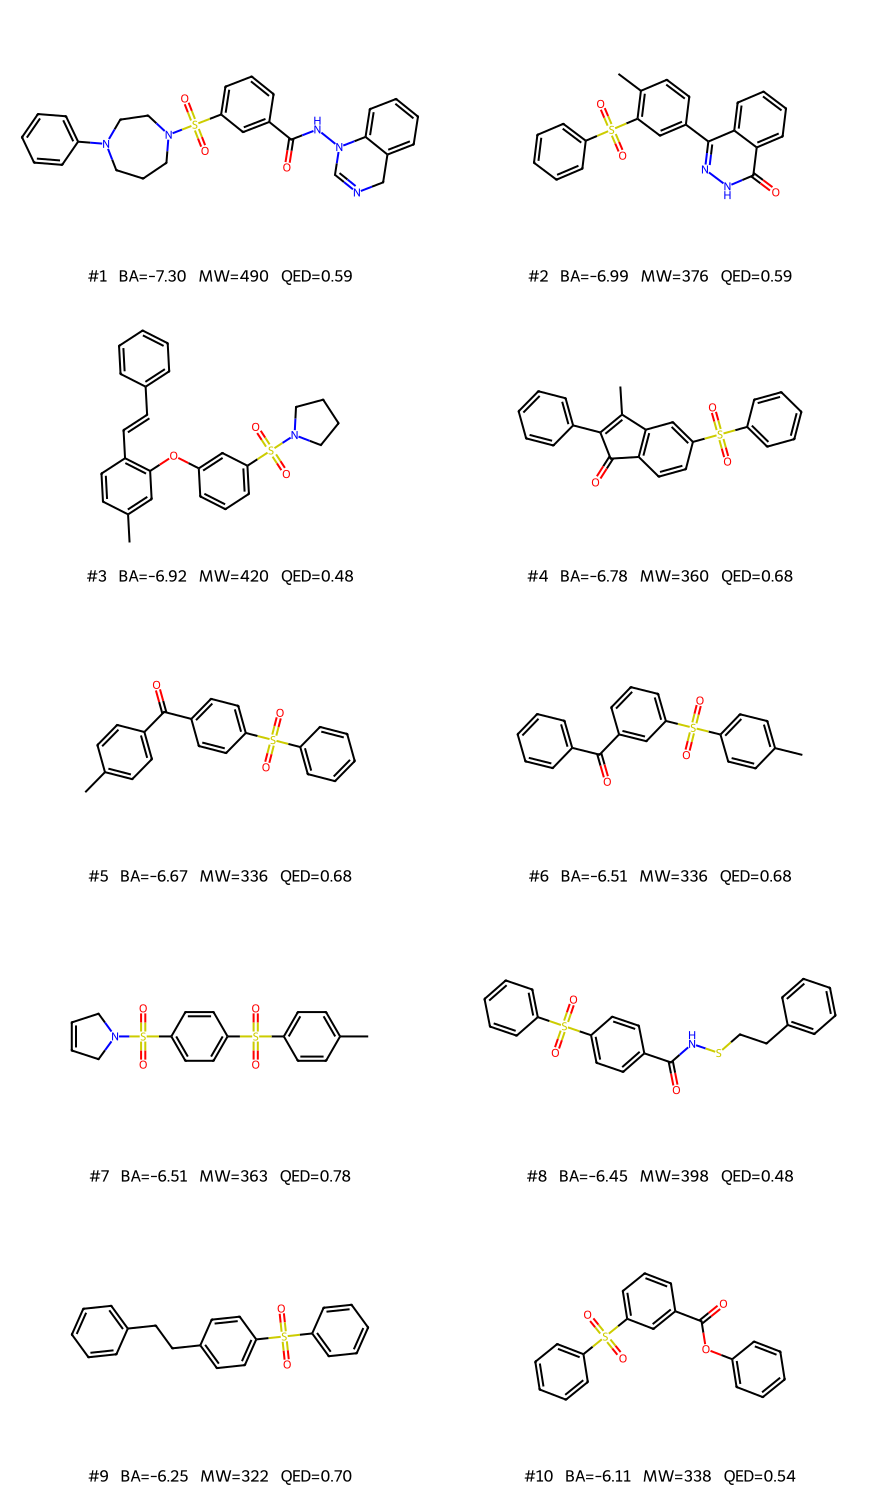 #1 BA=-7.30 MW=490 QED=0.59
#2 BA=-6.99 MW=376 QED=0.59
#3 BA=-6.92 MW=420 QED=0.48
#4 BA=-6.78 MW=360 QED=0.68
#5 BA=-6.67 MW=336 QED=0.68
#6 BA=-6.51 MW=336 QED=0.68
#7 BA=-6.51 MW=363 QED=0.78
#8 BA=-6.45 MW=398 QED=0.48
#9 BA=-6.25 MW=322 QED=0.70
#10 BA=-6.11 MW=338 QED=0.54